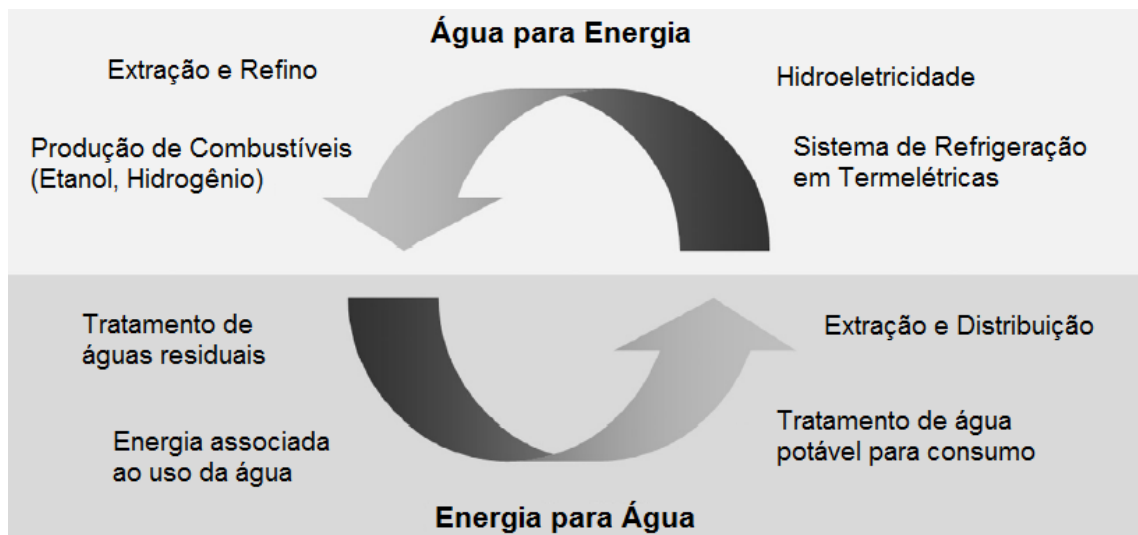 Água para Energia
Extração e Refino
Hidroeletricidade
Produção de Combustíveis
(Etanol, Hidrogênio)
Sistema de Refrigeração
em Termelétricas
Tratamento de
águas residuais
Extração e Distribuição
Energia associada
ao uso da água
Tratamento de água
potável para consumo
Energia para Água